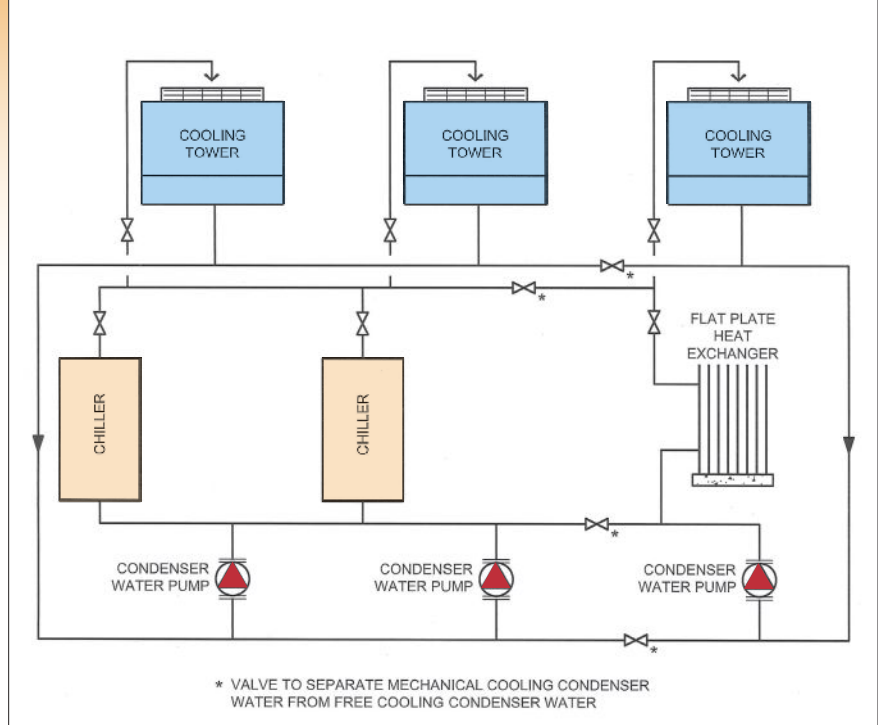 COOLING
TOWER
COOLING
TOWER
COOLING
TOWER
*
*
FLAT PLATE
HEAT
EXCHANGER
CHILLER
CHILLER
*
CONDENSER
WATER PUMP
CONDENSER
WATER PUMP
CONDENSER
WATER PUMP
*
* VALVE TO SEPARATE MECHANICAL COOLING CONDENSER
WATER FROM FREE COOLING CONDENSER WATER